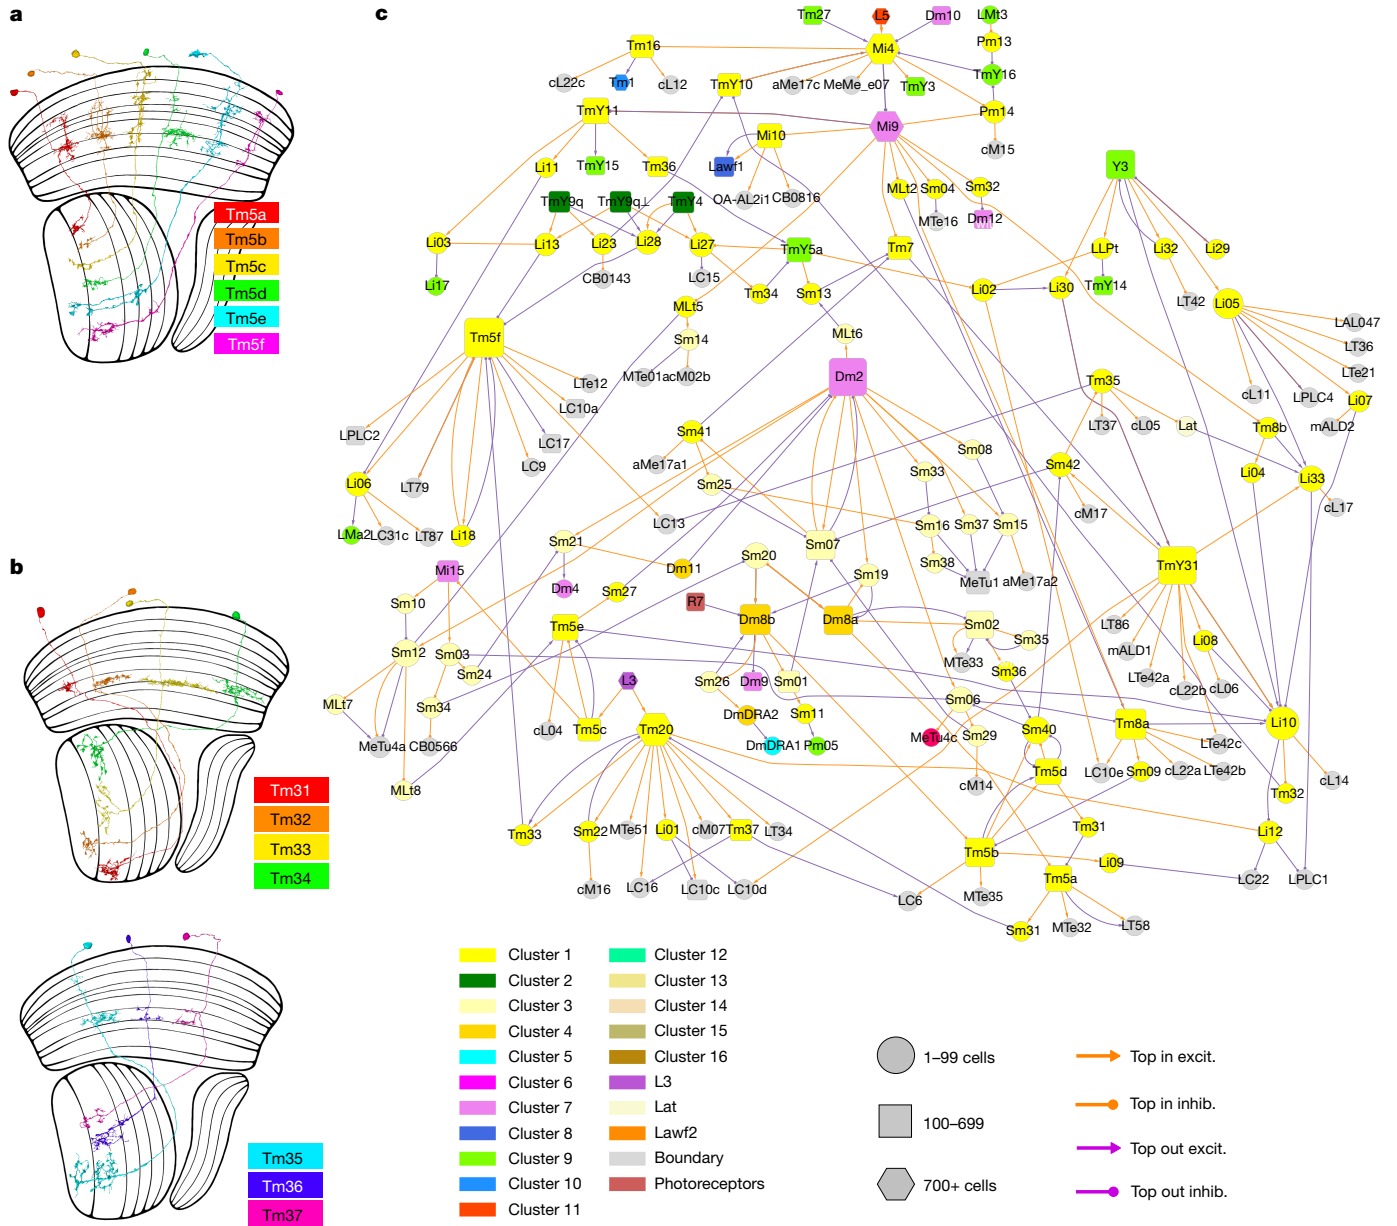 a
Tm5a
Tm5b
Tm5c
Tm5d
Tm5e
Tm5f
b
Tm31
Tm32
Tm33
Tm34
Tm35
Tm36
Tm37
c
Tm27 L5 Dm10 LMt3
Tm16 Mi4 Pm13
cL22c Tm1 cL12 TmY10 aMe17c MeMe_e07 TmY3 TmY16
TmY11 Mi9 Pm14
Mi10 cM15
Li11 TmY15 Tm36 Lawf1 Y3
OA-AL2i1 CB0816 MLt2 Sm04 Sm32
MTe16 Dm12
TmY9q TmY9q⊥ TmY4
Li03 Li13 Li23 Li28 Li27 TmY5a Tm7 LLPt Li32 Li29
Li17 CB0143 LC15 Tm34 Sm13 Li02 Li30 TmY14 LT42 Li05
MLt5 LAL047
Tm5f Sm14 MLt6 LT36
MTe01a cM02b Dm2 LTe21
LTe12 Tm35 cL11 LPLC4 Li07
LC10a LT37 cL05 Lat mALD2
LPLC2 LC17 Sm41 Sm08 Tm8b
LC9 aMe17a1 Sm33 Sm42 Li04 Li33
Li06 LT79 Sm25 cM17 cL17
LMa2 LC31c LT87 Li18 LC13 Sm16 Sm37 Sm15
Sm21 Sm07 Sm38 MeTu1 aMe17a2 TmY31
Mi15 Dm11 Sm20 Sm19
Sm10 Dm4 Sm27 R7 Dm8b Dm8a Sm02 Sm35 LT86 Li08
Sm12 Sm03 Tm5e MTe33 mALD1
Sm24 L3 Sm26 Dm9 Sm01 Sm36 LTe42a cL22b cL06
MLt7 Sm34 DmDRA2 Sm11 Sm06
MeTu4a CB0566 cL04 Tm5c Tm20 DmDRA1 Pm05 MeTu4c Sm29 Sm40 Tm8a LTe42c Li10
MLt8 cM14 Tm5d LC10e Sm09 cL22a LTe42b cL14
Tm32
Tm33 Sm22 MTe51 Li01 cM07 Tm37 LT34 Tm31 Li12
cM16 LC16 LC10c LC10d Tm5b Li09 LC22 LPLC1
LC6 MTe35 Tm5a
Sm31 MTe32 LT58
Cluster 1
Cluster 2
Cluster 3
Cluster 4
Cluster 5
Cluster 6
Cluster 7
Cluster 8
Cluster 9
Cluster 10
Cluster 11
Cluster 12
Cluster 13
Cluster 14
Cluster 15
Cluster 16
L3
Lat
Lawf2
Boundary
Photoreceptors
1–99 cells
100–699
700+ cells
Top in excit.
Top in inhib.
Top out excit.
Top out inhib.